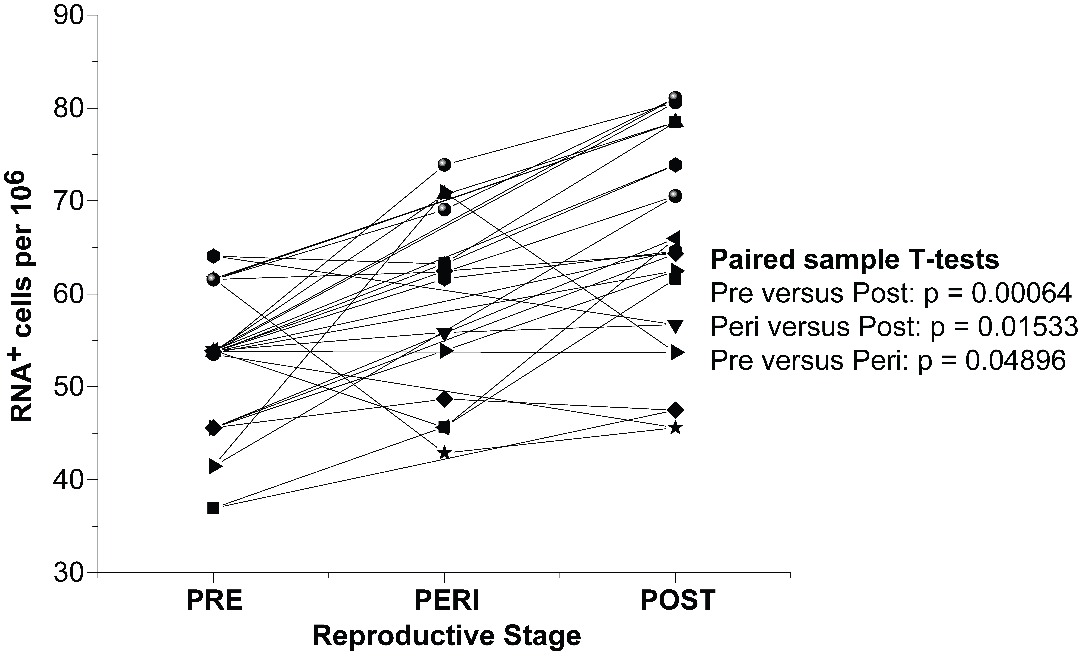 90
80
70
60
50
40
30
RNA+ cells per 10⁶
PRE
PERI
POST
Reproductive Stage
Paired sample T-tests
Pre versus Post: p = 0.00064
Peri versus Post: p = 0.01533
Pre versus Peri: p = 0.04896